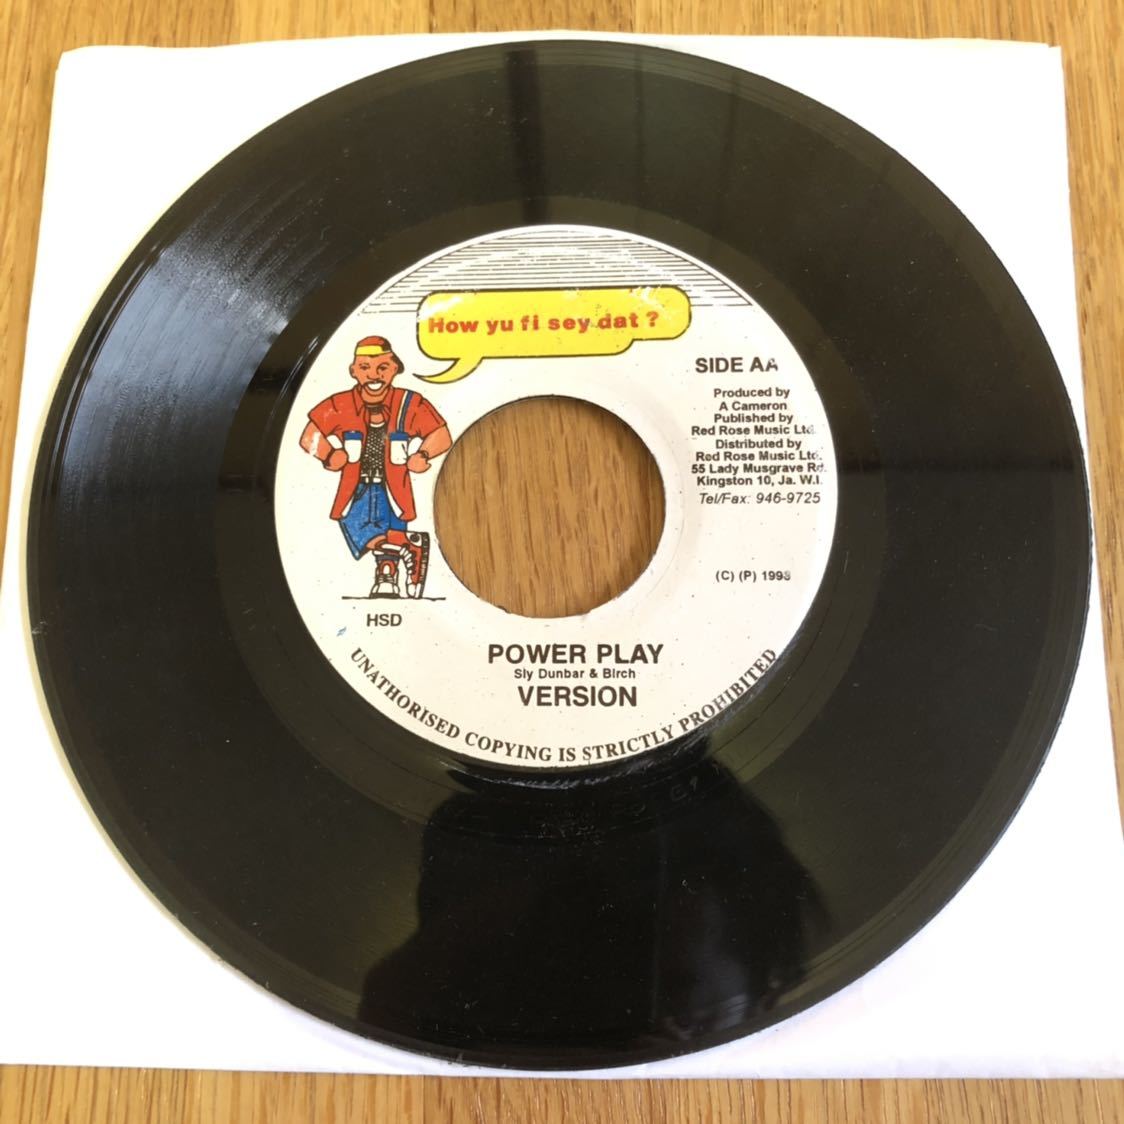 How yu fi sey dat ?
SIDE AA
Produced by
A Cameron
Published by
Red Rose Music Ltd.
Distributed by
Red Rose Music Ltd.
55 Lady Musgrave Rd.
Kingston 10, Ja. W.I.
Tel/Fax: 946-9725
(C) (P) 1998
HSD
POWER PLAY
Sly Dunbar & Birch
VERSION
UNATHORISED COPYING IS STRICTLY PROHIBITED